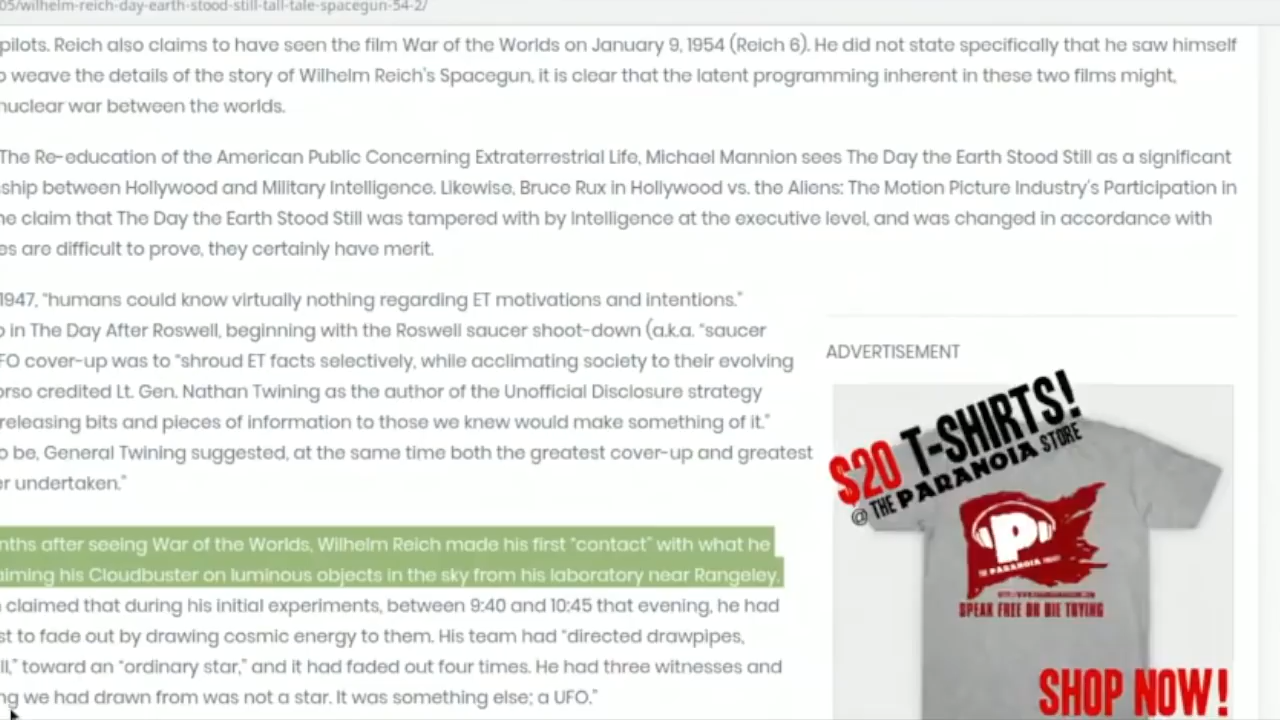 05/wilhelm-reich-day-earth-stood-still-tall-tale-spacegun-54-2/
pilots. Reich also claims to have seen the film War of the Worlds on January 9, 1954 (Reich 6). He did not state specifically that he saw himself
o weave the details of the story of Wilhelm Reich's Spacegun, it is clear that the latent programming inherent in these two films might,
nuclear war between the worlds.
The Re-education of the American Public Concerning Extraterrestrial Life, Michael Mannion sees The Day the Earth Stood Still as a significant
ship between Hollywood and Military Intelligence. Likewise, Bruce Rux in Hollywood vs. the Aliens: The Motion Picture Industry's Participation in
he claim that The Day the Earth Stood Still was tampered with by Intelligence at the executive level, and was changed in accordance with
es are difficult to prove, they certainly have merit.
1947, "humans could know virtually nothing regarding ET motivations and intentions."
o in The Day After Roswell, beginning with the Roswell saucer shoot-down (a.k.a. "saucer
FO cover-up was to "shroud ET facts selectively, while acclimating society to their evolving
orso credited Lt. Gen. Nathan Twining as the author of the Unofficial Disclosure strategy
releasing bits and pieces of information to those we knew would make something of it."
o be, General Twining suggested, at the same time both the greatest cover-up and greatest
er undertaken."
nths after seeing War of the Worlds, Wilhelm Reich made his first "contact" with what he
aiming his Cloudbuster on luminous objects in the sky from his laboratory near Rangeley,
n claimed that during his initial experiments, between 9:40 and 10:45 that evening, he had
st to fade out by drawing cosmic energy to them. His team had "directed drawpipes,
ll," toward an "ordinary star," and it had faded out four times. He had three witnesses and
ng we had drawn from was not a star. It was something else; a UFO."
ADVERTISEMENT
$20 T-SHIRTS!
@ THE PARANOIA STORE
P
SPEAK FREE OR DIE TRYING
SHOP NOW!